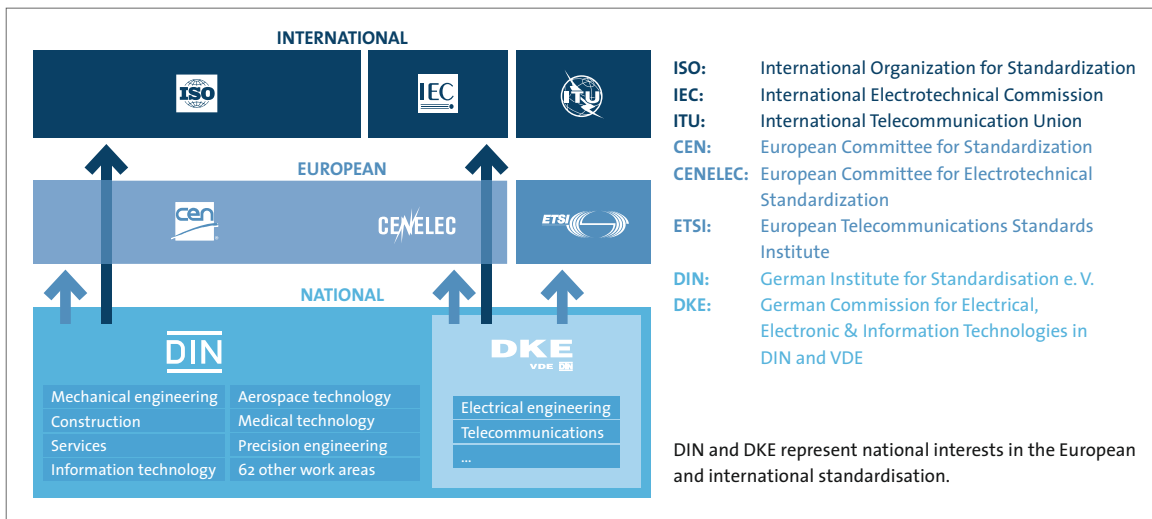 INTERNATIONAL
ISO
IEC
ITU
EUROPEAN
cen
CENELEC
ETSI
NATIONAL
DIN
Mechanical engineering
Construction
Services
Information technology
Aerospace technology
Medical technology
Precision engineering
62 other work areas
DKE
VDE DIN
Electrical engineering
Telecommunications
...
ISO: International Organization for Standardization
IEC: International Electrotechnical Commission
ITU: International Telecommunication Union
CEN: European Committee for Standardization
CENELEC: European Committee for Electrotechnical
Standardization
ETSI: European Telecommunications Standards
Institute
DIN: German Institute for Standardisation e. V.
DKE: German Commission for Electrical,
Electronic & Information Technologies in
DIN and VDE
DIN and DKE represent national interests in the European
and international standardisation.